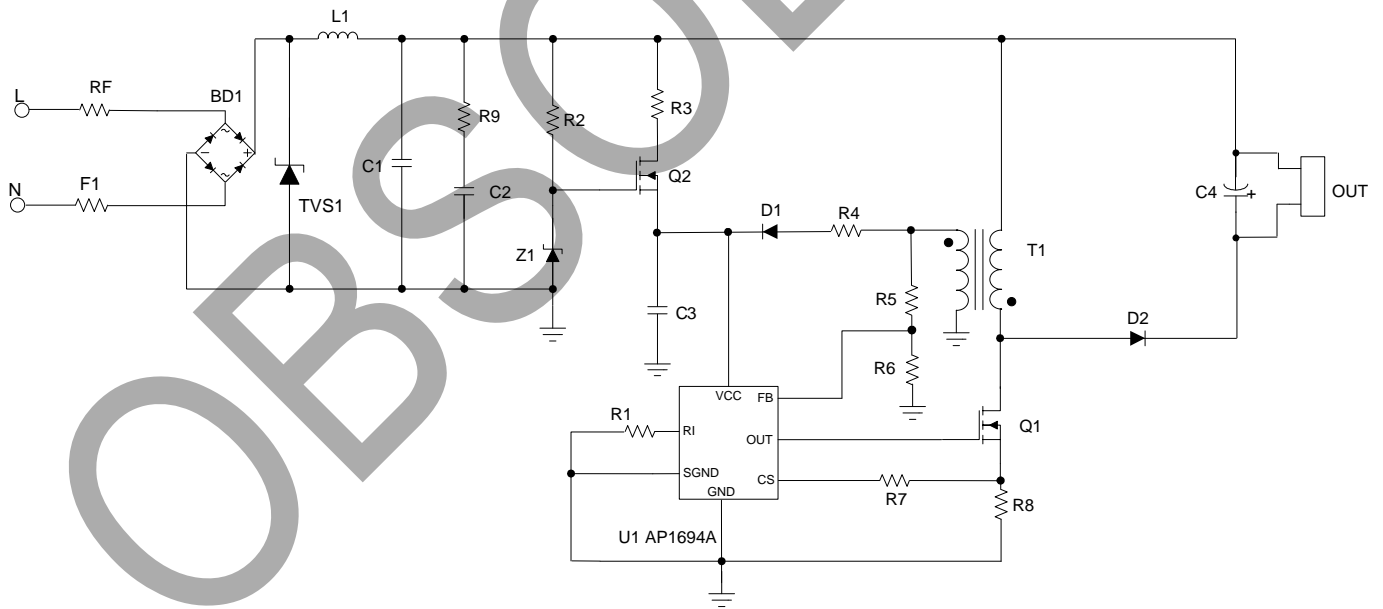 L1
L
RF
BD1
R9
R2
R3
C1
C2
Q2
N
F1
TVS1
C4
+
OUT
D1
R4
Z1
T1
R5
C3
D2
R6
VCC
FB
R1
RI
OUT
Q1
SGND
CS
GND
R7
R8
U1 AP1694A
~
-
+
~
OBSOL